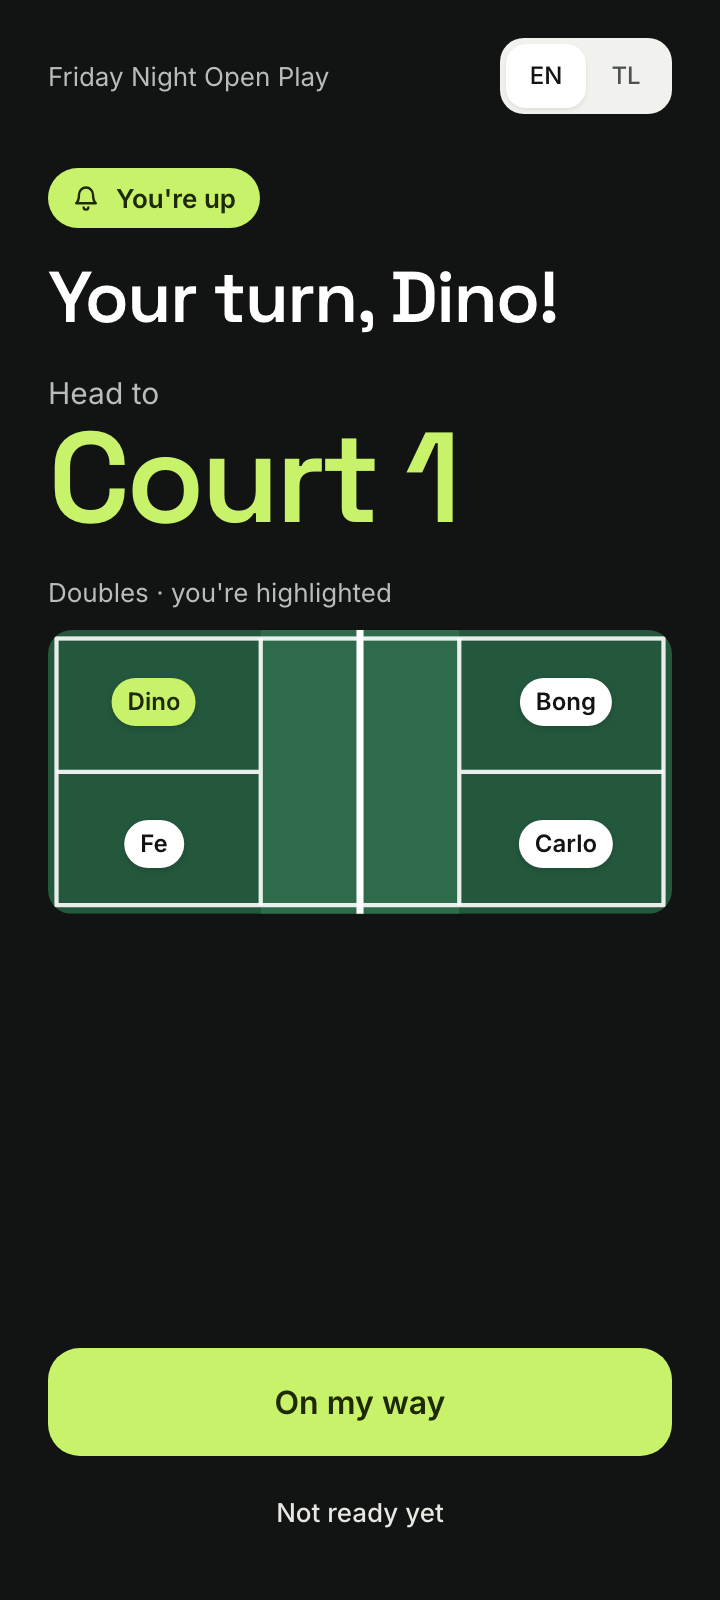 Friday Night Open Play
EN TL
You're up
Your turn, Dino!
Head to
Court 1
Doubles · you're highlighted
Dino
Bong
Fe
Carlo
On my way
Not ready yet